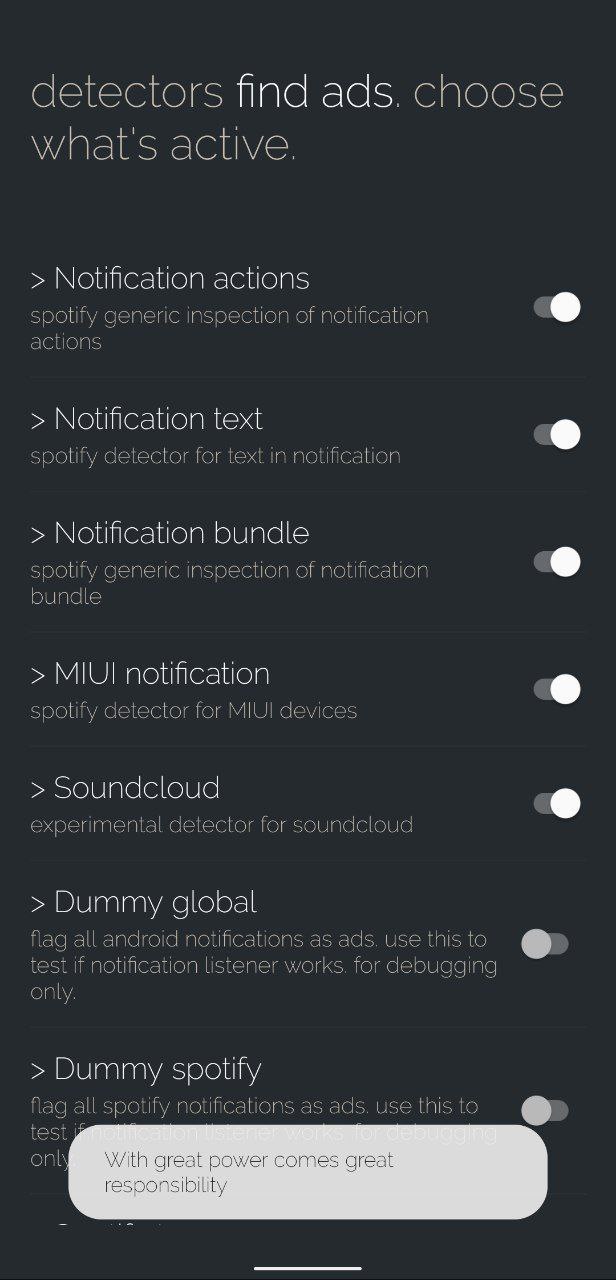 detectors find ads. choose
what's active.
> Notification actions
spotify generic inspection of notification
actions
> Notification text
spotify detector for text in notification
> Notification bundle
spotify generic inspection of notification
bundle
> MIUI notification
spotify detector for MIUI devices
> Soundcloud
experimental detector for soundcloud
> Dummy global
flag all android notifications as ads. use this to
test if notification listener works. for debugging
only.
> Dummy spotify
flag all spotify notifications as ads. use this to
test if notification listener works. for debugging
only.
With great power comes great
responsibility